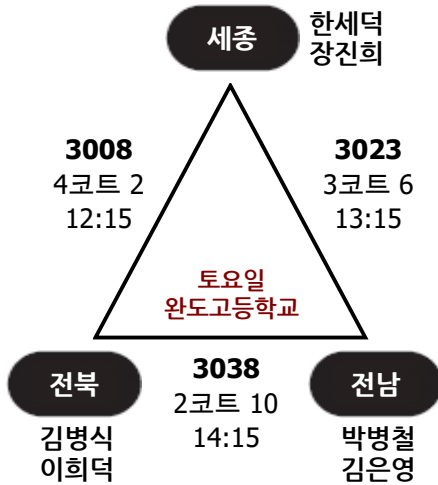 세종
한세덕
장진희
3008
4코트 2
12:15
3023
3코트 6
13:15
토요일
완도고등학교
전북
김병식
이희덕
3038
2코트 10
14:15
전남
박병철
김은영